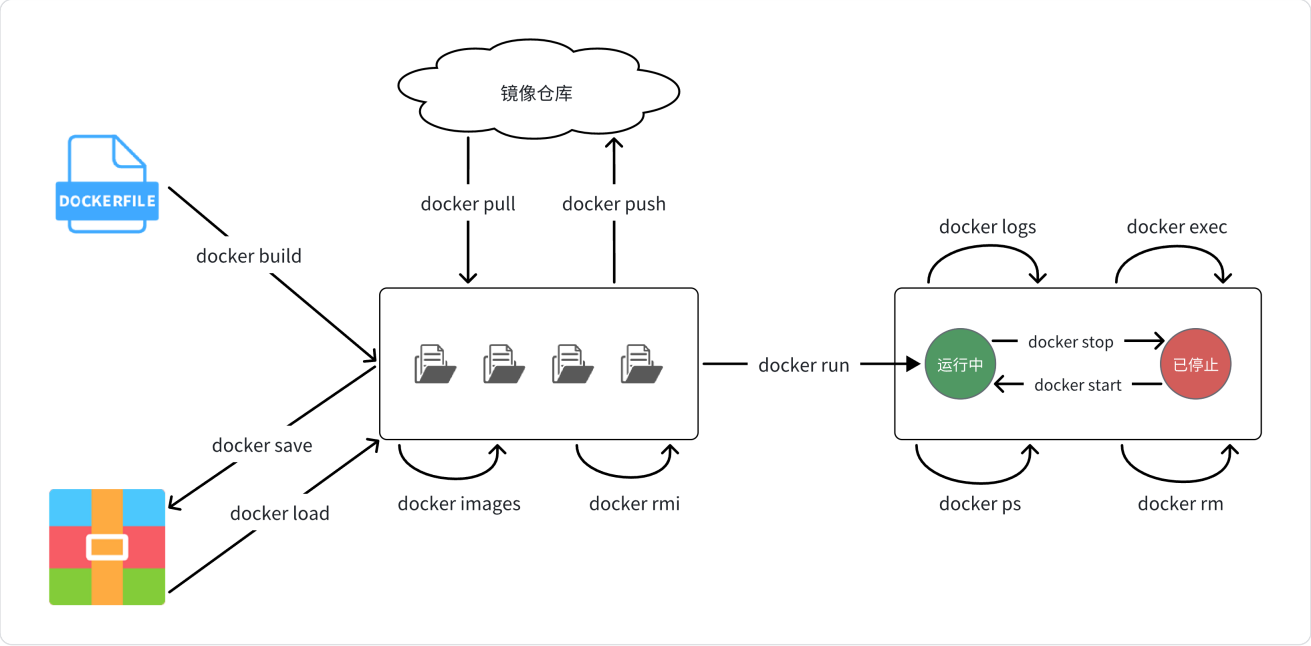 镜像仓库
DOCKERFILE
docker pull
docker push
docker build
docker logs
docker exec
docker run
运行中
docker stop
docker start
已停止
docker save
docker load
docker images
docker rmi
docker ps
docker rm